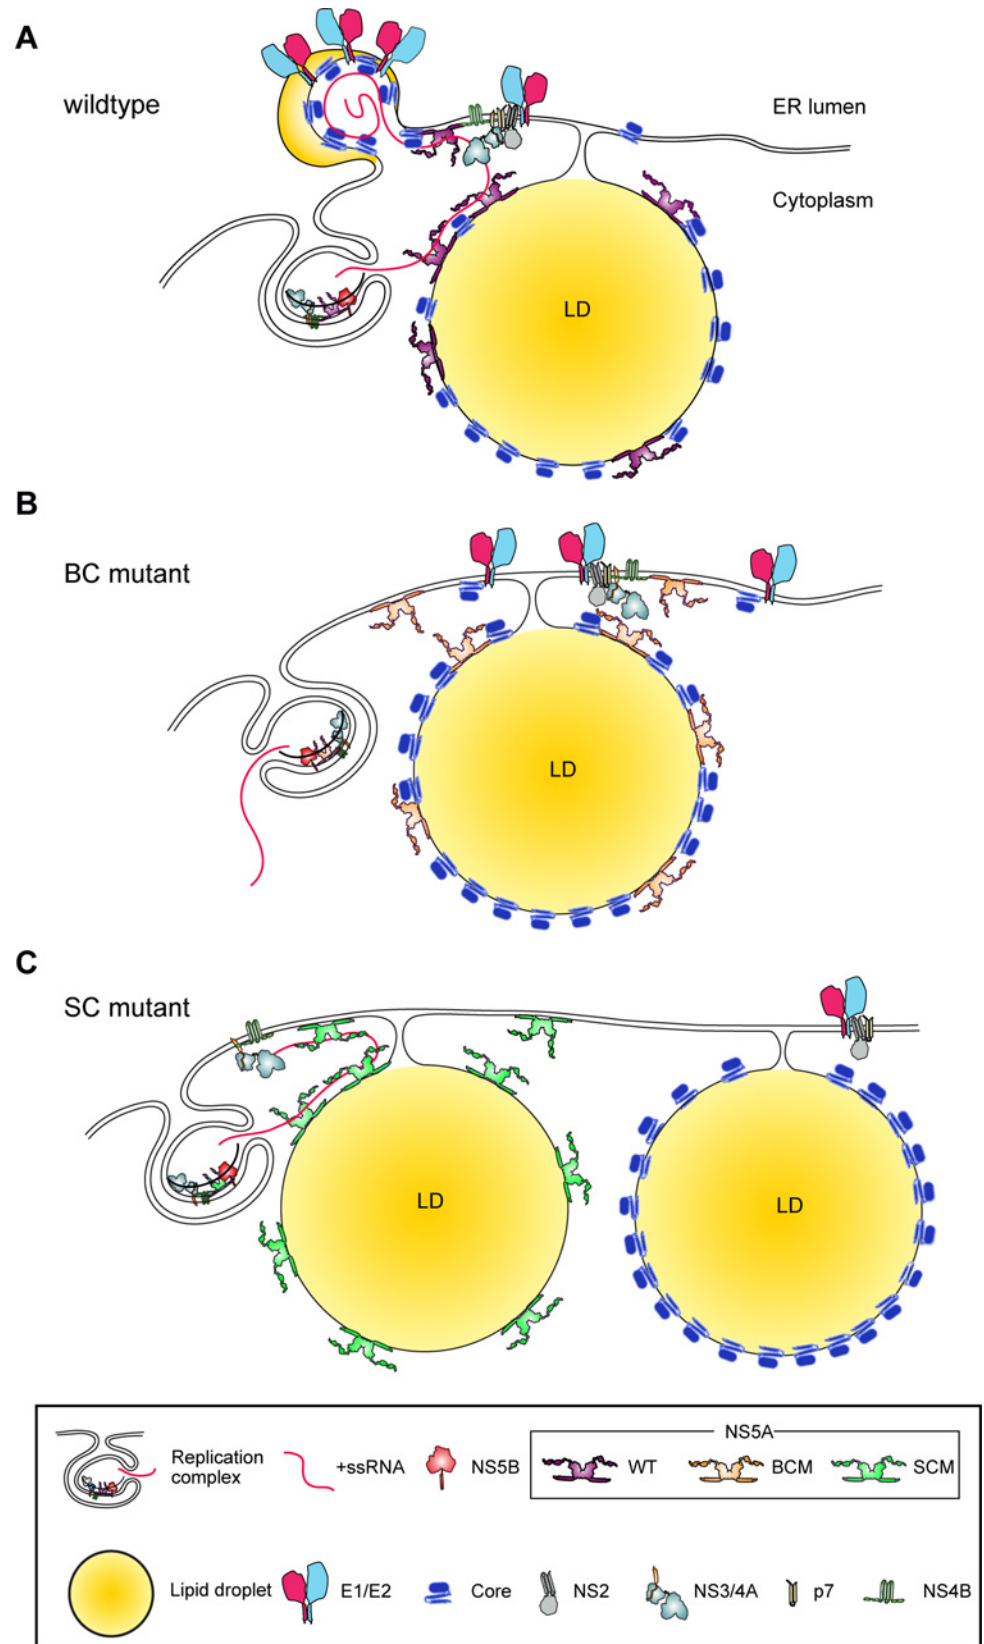 A
wildtype
ER lumen
Cytoplasm
LD
B
BC mutant
LD
C
SC mutant
LD
LD
Replication
complex
+ssRNA
NS5B
NS5A
WT
BCM
SCM
Lipid droplet
E1/E2
Core
NS2
NS3/4A
p7
NS4B